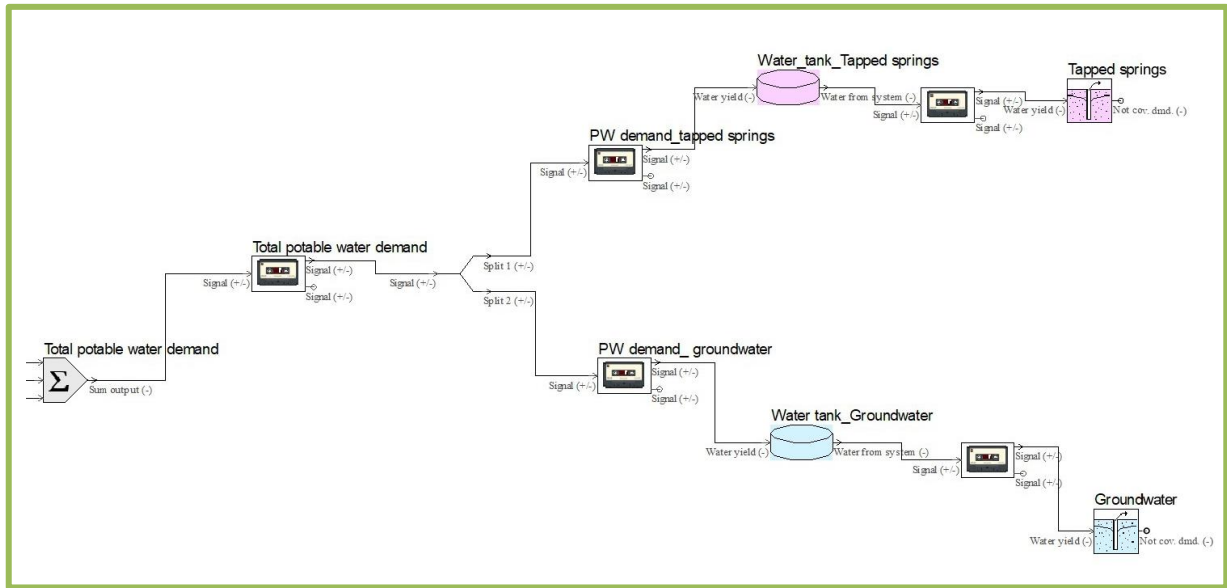 Water_tank_Tapped springs
Tapped springs
Water yield (-)
Water from system (-)
Signal (+/-)
Signal (+/-)
Signal (+/-)
Water yield (-)
Not cov. dmd. (-)
PW demand_tapped springs
Signal (+/-)
Signal (+/-)
Signal (+/-)
Total potable water demand
Signal (+/-)
Signal (+/-)
Signal (+/-)
Signal (+/-)
Split 1 (+/-)
Split 2 (+/-)
Total potable water demand
Σ
Sum output (-)
PW demand_ groundwater
Signal (+/-)
Signal (+/-)
Signal (+/-)
Water tank_Groundwater
Water yield (-)
Water from system (-)
Signal (+/-)
Signal (+/-)
Signal (+/-)
Groundwater
Water yield (-)
Not cov. dmd. (-)